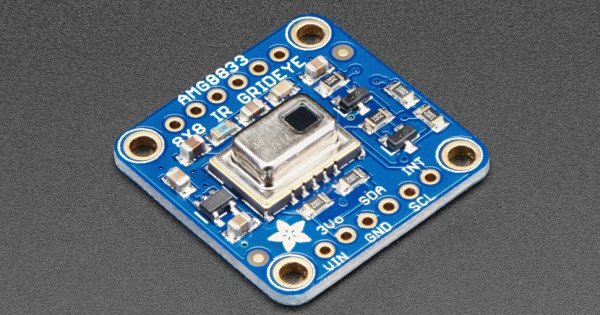 AMG8833
8X8 IR GRIDEYE
VIN
3Vo
GND
SDA
SCL
INT